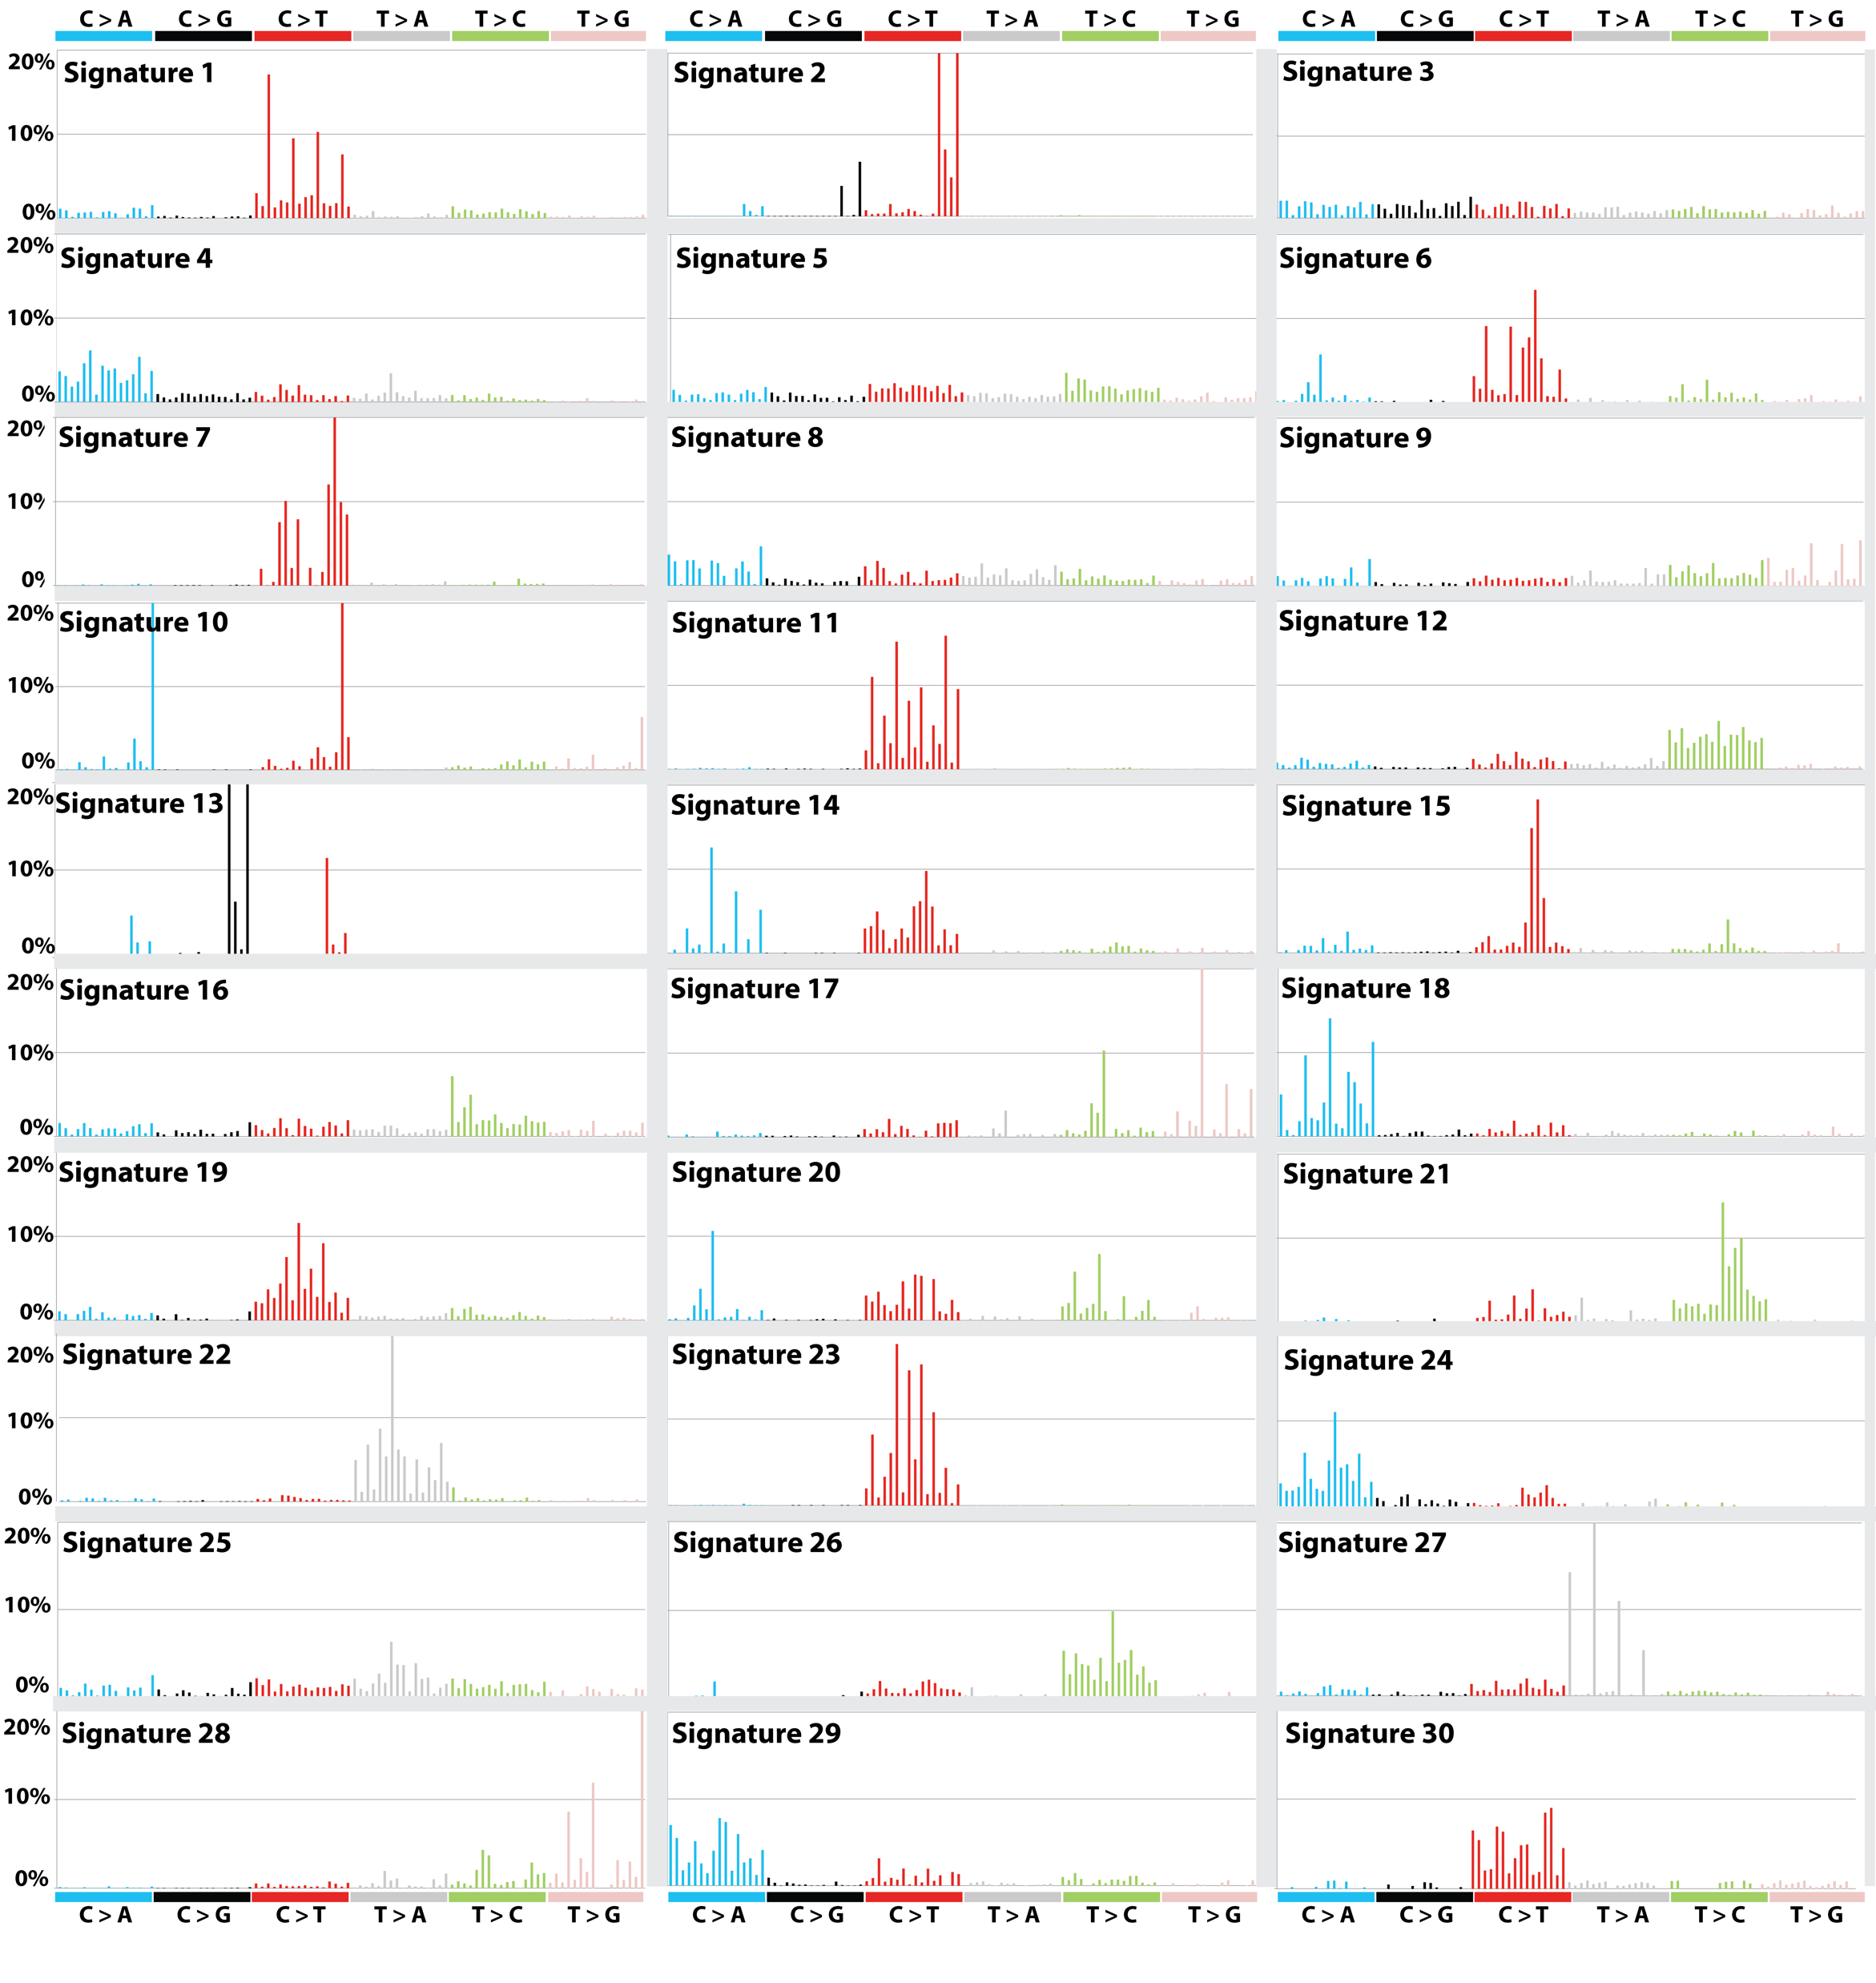 C > A C > G C > T T > A T > C T > G C > A C > G C > T T > A T > C T > G C > A C > G C > T T > A T > C T > G
20% Signature 1 Signature 2 Signature 3
10%
0%
20% Signature 4 Signature 5 Signature 6
10%
0%
20% Signature 7 Signature 8 Signature 9
10%
0%
20% Signature 10 Signature 11 Signature 12
10%
0%
20% Signature 13 Signature 14 Signature 15
10%
0%
20% Signature 16 Signature 17 Signature 18
10%
0%
20% Signature 19 Signature 20 Signature 21
10%
0%
20% Signature 22 Signature 23 Signature 24
10%
0%
20% Signature 25 Signature 26 Signature 27
10%
0%
20% Signature 28 Signature 29 Signature 30
10%
0%
C > A C > G C > T T > A T > C T > G C > A C > G C > T T > A T > C T > G C > A C > G C > T T > A T > C T > G